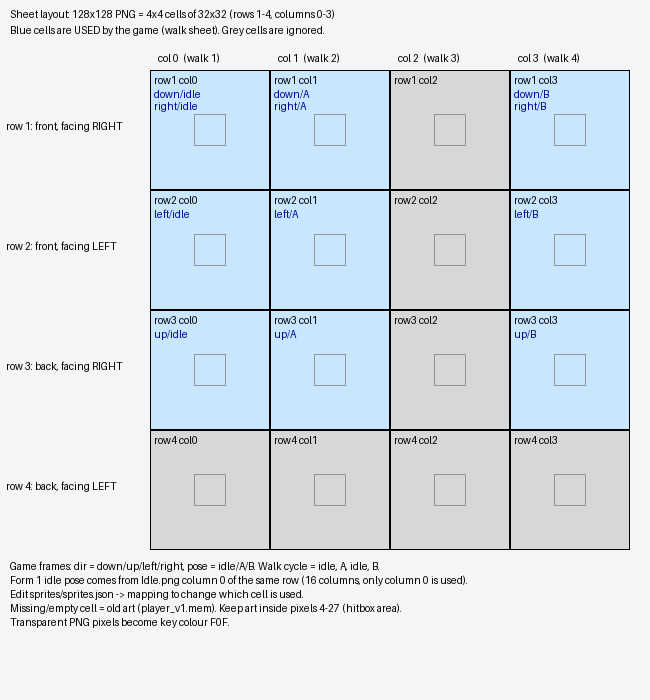 Sheet layout: 128x128 PNG = 4x4 cells of 32x32 (rows 1-4, columns 0-3)
Blue cells are USED by the game (walk sheet). Grey cells are ignored.
col 0 (walk 1) col 1 (walk 2) col 2 (walk 3) col 3 (walk 4)
row1 col0 row1 col1 row1 col2 row1 col3
down/idle down/A down/B
right/idle right/A right/B
row 1: front, facing RIGHT
row2 col0 row2 col1 row2 col2 row2 col3
left/idle left/A left/B
row 2: front, facing LEFT
row3 col0 row3 col1 row3 col2 row3 col3
up/idle up/A up/B
row 3: back, facing RIGHT
row4 col0 row4 col1 row4 col2 row4 col3
row 4: back, facing LEFT
Game frames: dir = down/up/left/right, pose = idle/A/B. Walk cycle = idle, A, idle, B.
Form 1 idle pose comes from Idle.png column 0 of the same row (16 columns, only column 0 is used).
Edit sprites/sprites.json -> mapping to change which cell is used.
Missing/empty cell = old art (player_v1.mem). Keep art inside pixels 4-27 (hitbox area).
Transparent PNG pixels become key colour F0F.